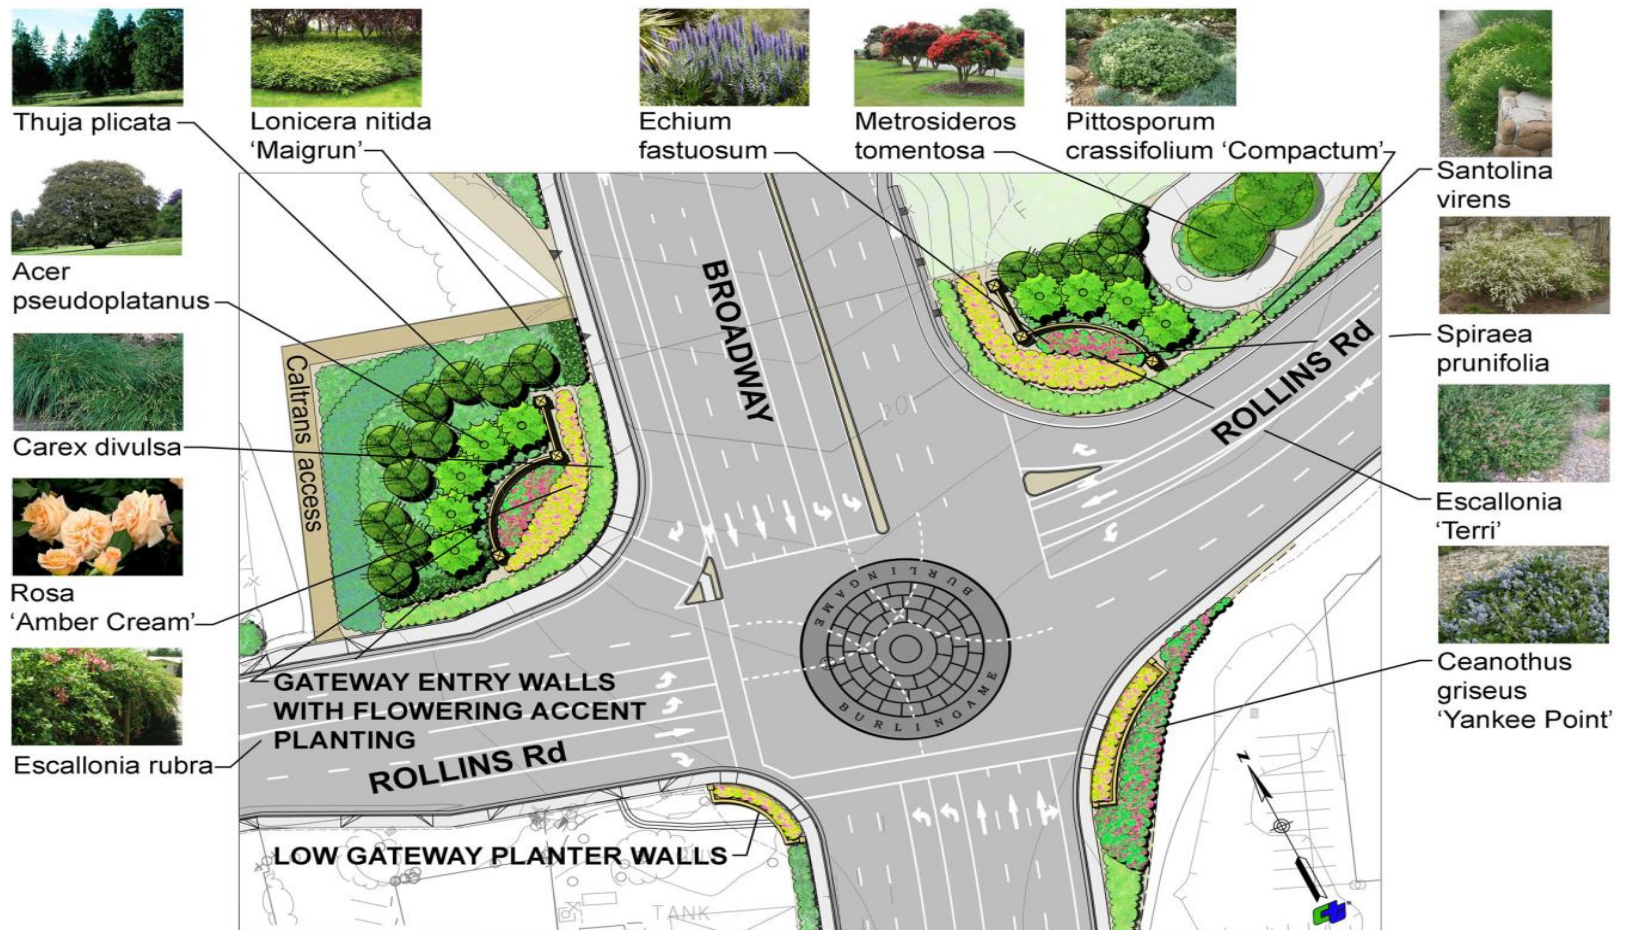 Thuja plicata
Lonicera nitida
‘Maigrun’
Echium
fastuosum
Metrosideros
tomentosa
Pittosporum
crassifolium ‘Compactum’
Santolina
virens
Acer
pseudoplatanus
Spiraea
prunifolia
Carex divulsa
Escallonia
‘Terri’
Rosa
‘Amber Cream’
Ceanothus
griseus
‘Yankee Point’
Escallonia rubra
Caltrans access
BROADWAY
ROLLINS Rd
BURLINGAME
BURLINGAME
GATEWAY ENTRY WALLS
WITH FLOWERING ACCENT
PLANTING
ROLLINS Rd
LOW GATEWAY PLANTER WALLS
TANK
20
F
Z